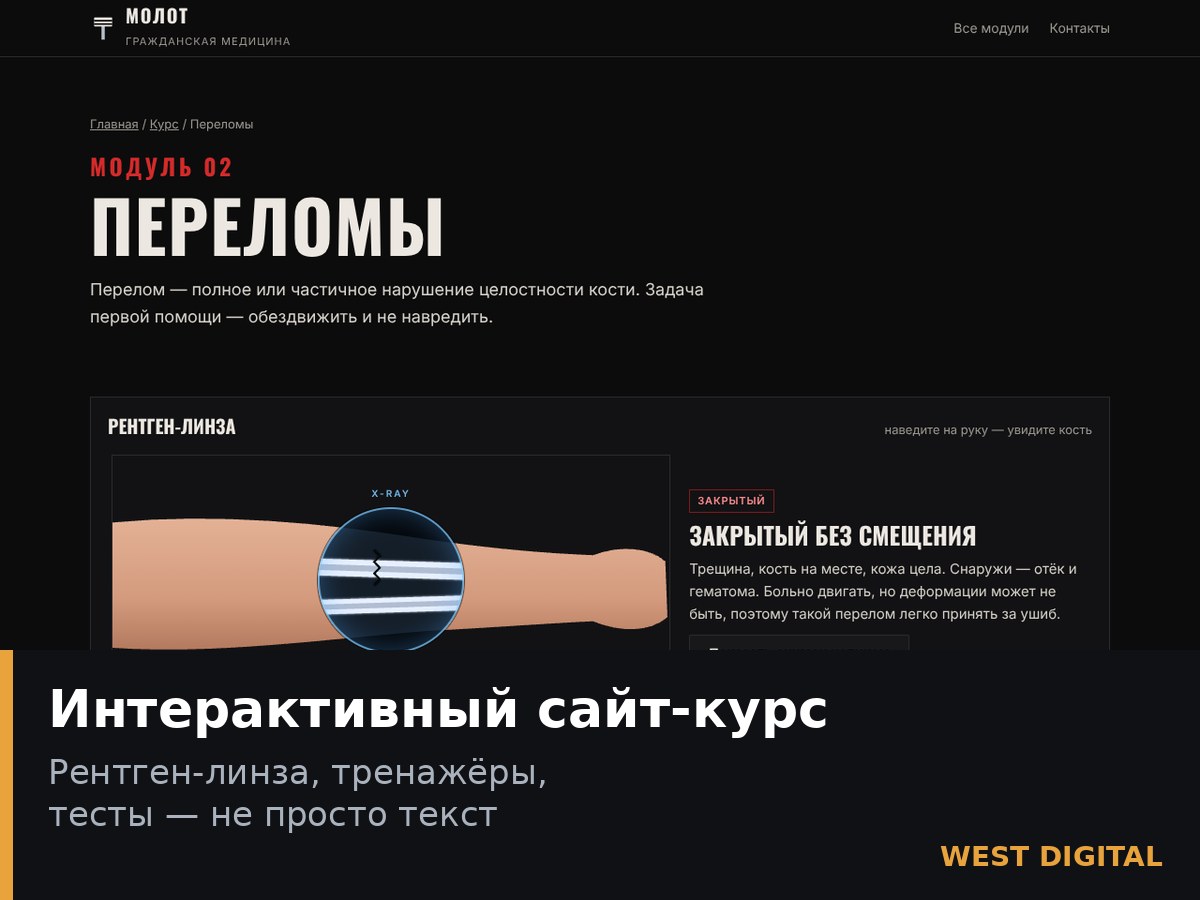 МОЛОТ
ГРАЖДАНСКАЯ МЕДИЦИНА
Все модули Контакты
Главная / Курс / Переломы
МОДУЛЬ 02
ПЕРЕЛОМЫ
Перелом — полное или частичное нарушение целостности кости. Задача
первой помощи — обездвижить и не навредить.
РЕНТГЕН-ЛИНЗА
наведите на руку — увидите кость
X-RAY
ЗАКРЫТЫЙ
ЗАКРЫТЫЙ БЕЗ СМЕЩЕНИЯ
Трещина, кость на месте, кожа цела. Снаружи — отёк и
гематома. Больно двигать, но деформации может не
быть, поэтому такой перелом легко принять за ушиб.
Интерактивный сайт-курс
Рентген-линза, тренажёры,
тесты — не просто текст
WEST DIGITAL